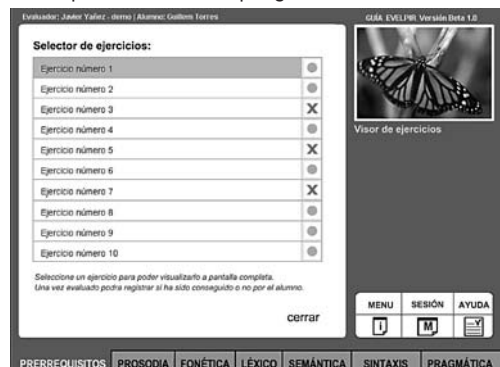 Evaluador: Javier Yañez - demo | Alumno: Guillem Torres
GUÍA EVELPIR Versión Beta 1.0
Selector de ejercicios:
Ejercicio número 1
Ejercicio número 2
Ejercicio número 3 X
Ejercicio número 4
Ejercicio número 5 X
Ejercicio número 6
Ejercicio número 7 X
Ejercicio número 8
Ejercicio número 9
Ejercicio número 10
Seleccione un ejercicio para poder visualizarlo a pantalla completa.
Una vez evaluado podra registrar si ha sido conseguido o no por el alumno.
cerrar
Visor de ejercicios
MENU SESIÓN AYUDA
i M
PRERREQUISITOS PROSODIA FONÉTICA LÉXICO SEMÁNTICA SINTAXIS PRAGMÁTICA